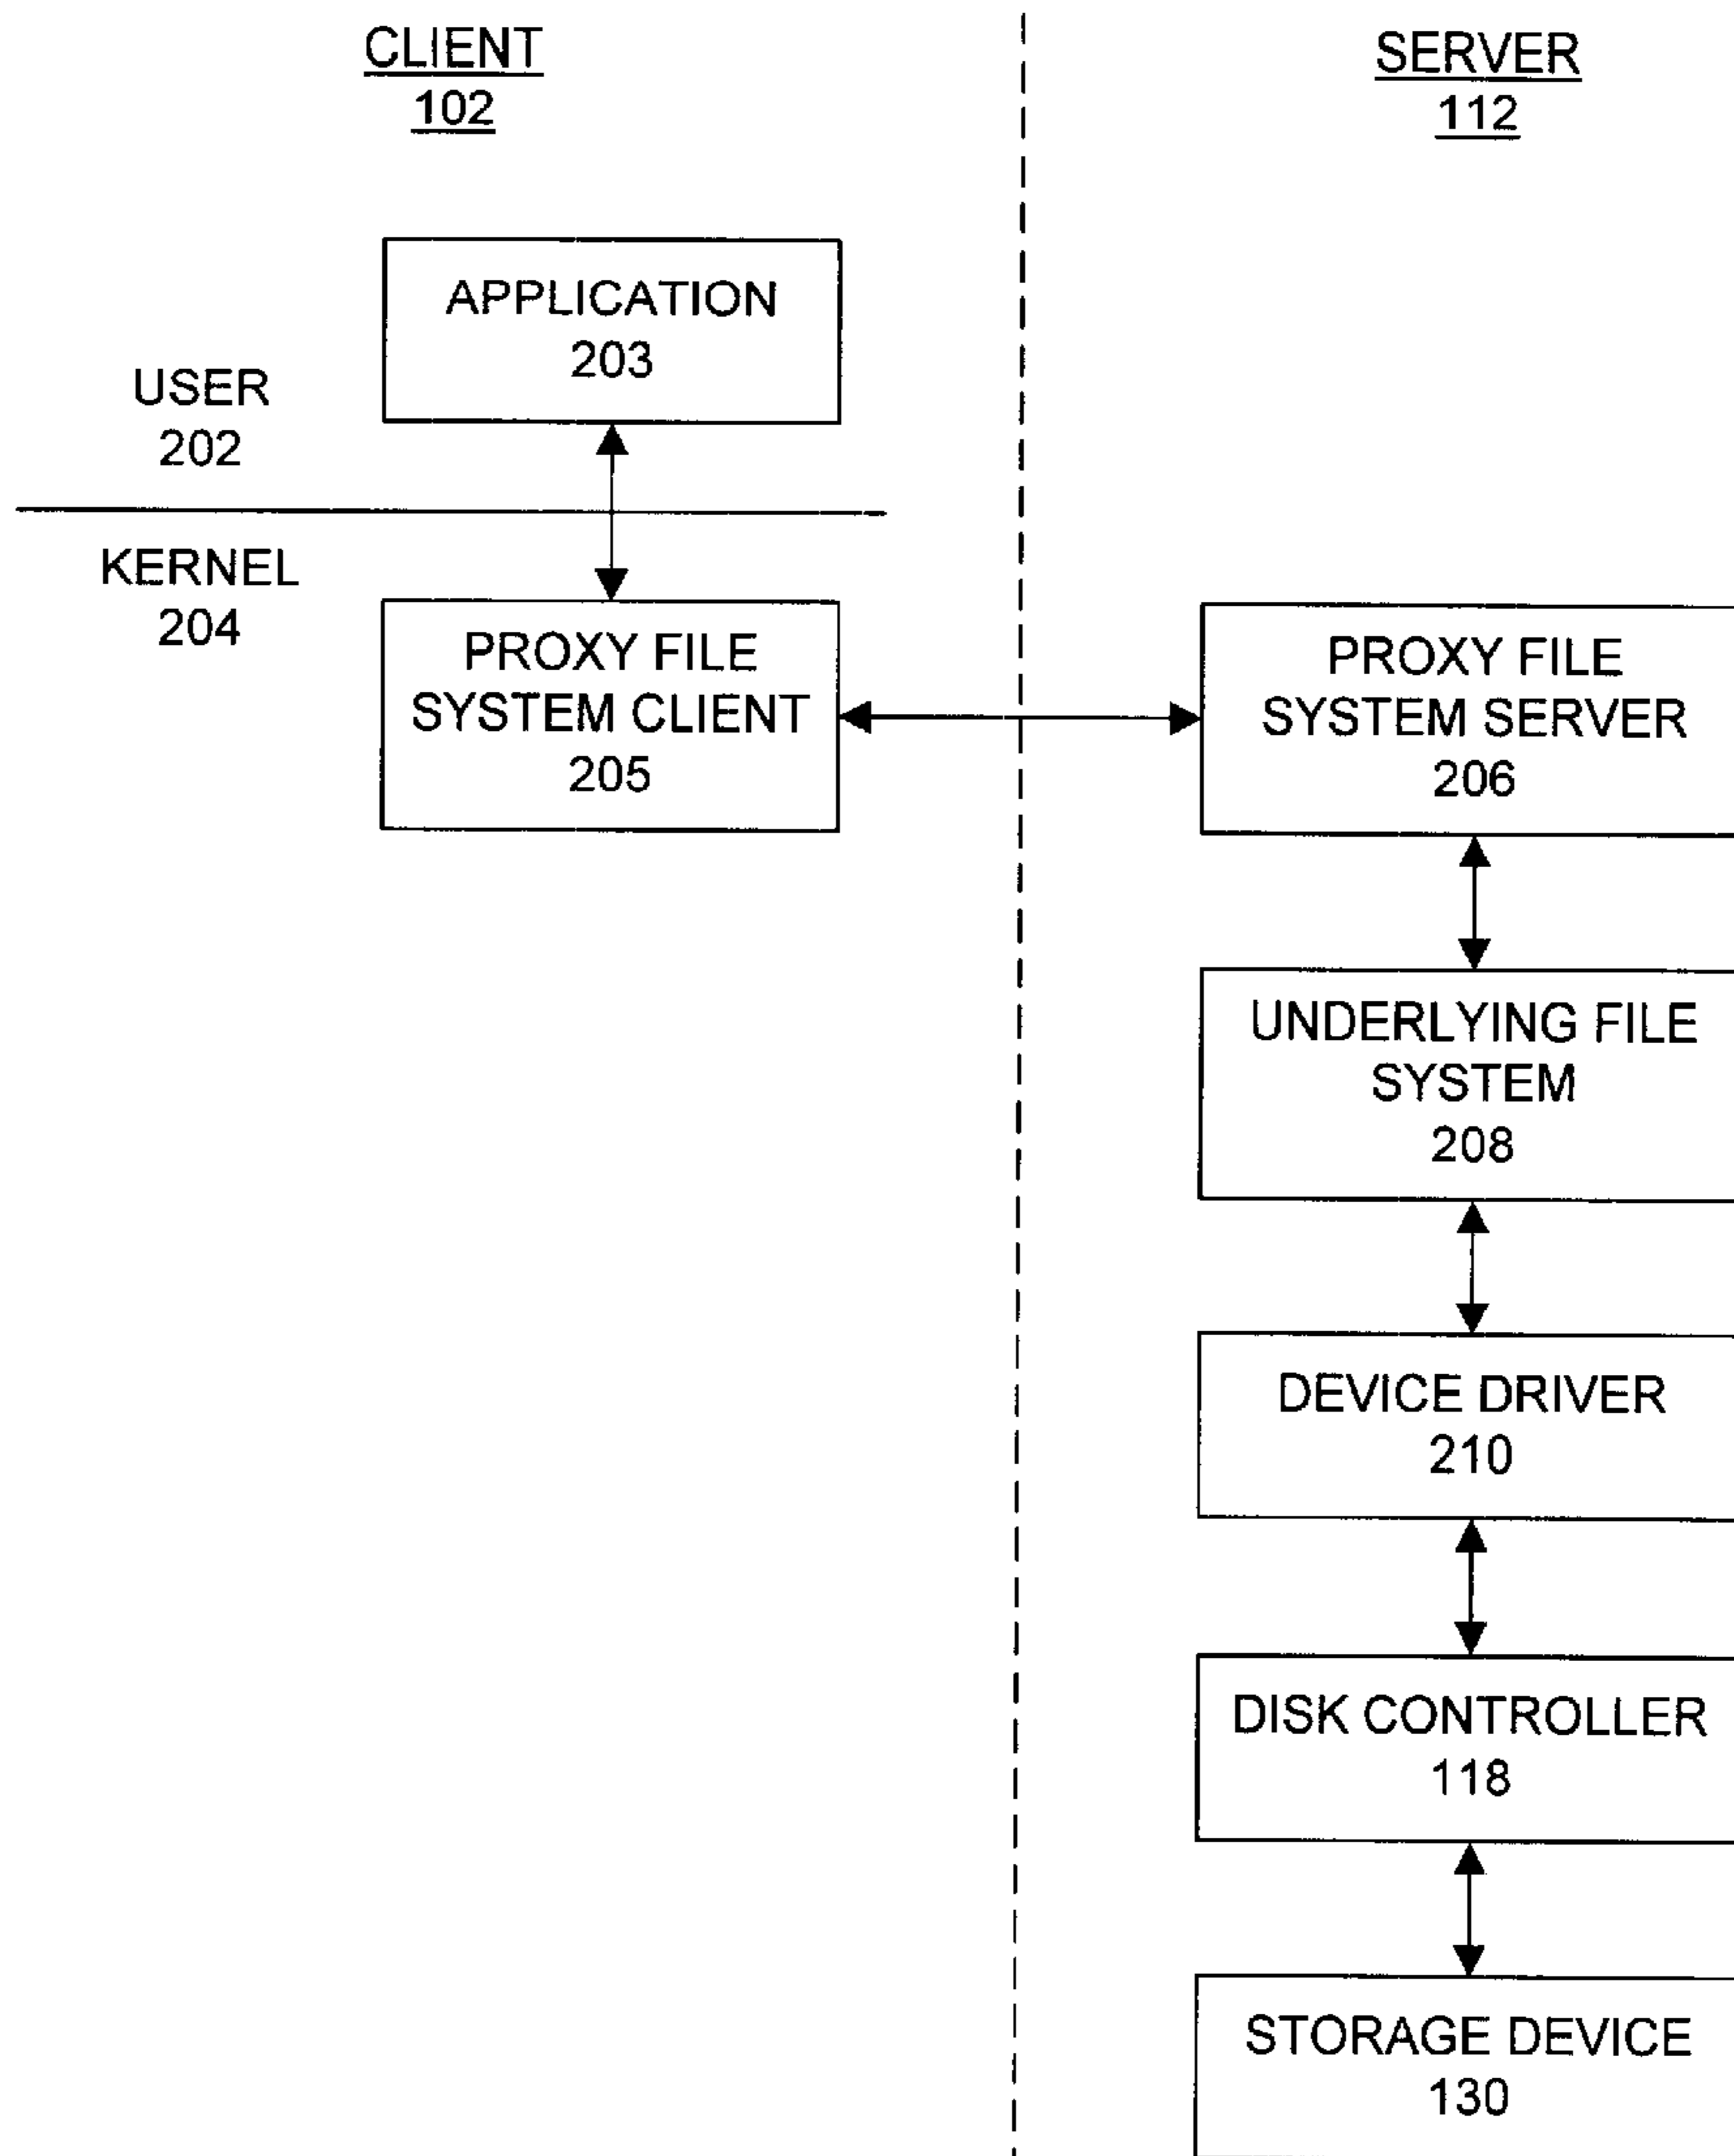 CLIENT
102
SERVER
112
APPLICATION
203
USER
202
KERNEL
204
PROXY FILE
SYSTEM CLIENT
205
PROXY FILE
SYSTEM SERVER
206
UNDERLYING FILE
SYSTEM
208
DEVICE DRIVER
210
DISK CONTROLLER
118
STORAGE DEVICE
130